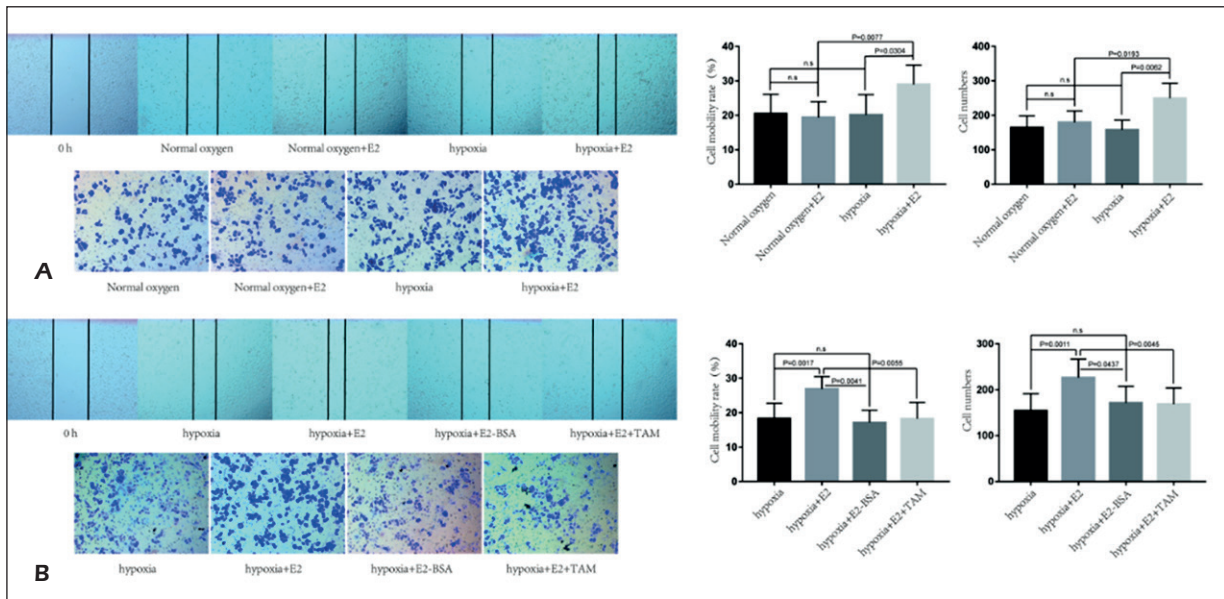 0 h
Normal oxygen
Normal oxygen+E2
hypoxia
hypoxia+E2
A
Normal oxygen
Normal oxygen+E2
hypoxia
hypoxia+E2
Cell mobility rate (%)
40
30
20
10
0
P=0.0077
P=0.0304
n.s
n.s
Normal oxygen
Normal oxygen+E2
hypoxia
hypoxia+E2
Cell numbers
400
300
200
100
0
P=0.0193
P=0.0062
n.s
n.s
Normal oxygen
Normal oxygen+E2
hypoxia
hypoxia+E2
0 h
hypoxia
hypoxia+E2
hypoxia+E2-BSA
hypoxia+E2+TAM
B
hypoxia
hypoxia+E2
hypoxia+E2-BSA
hypoxia+E2+TAM
Cell mobility rate (%)
40
30
20
10
0
n.s
P=0.0017
P=0.0055
P=0.0041
hypoxia
hypoxia+E2
hypoxia+E2-BSA
hypoxia+E2+TAM
Cell numbers
300
200
100
0
n.s
P=0.0011
P=0.0045
P=0.0437
hypoxia
hypoxia+E2
hypoxia+E2-BSA
hypoxia+E2+TAM